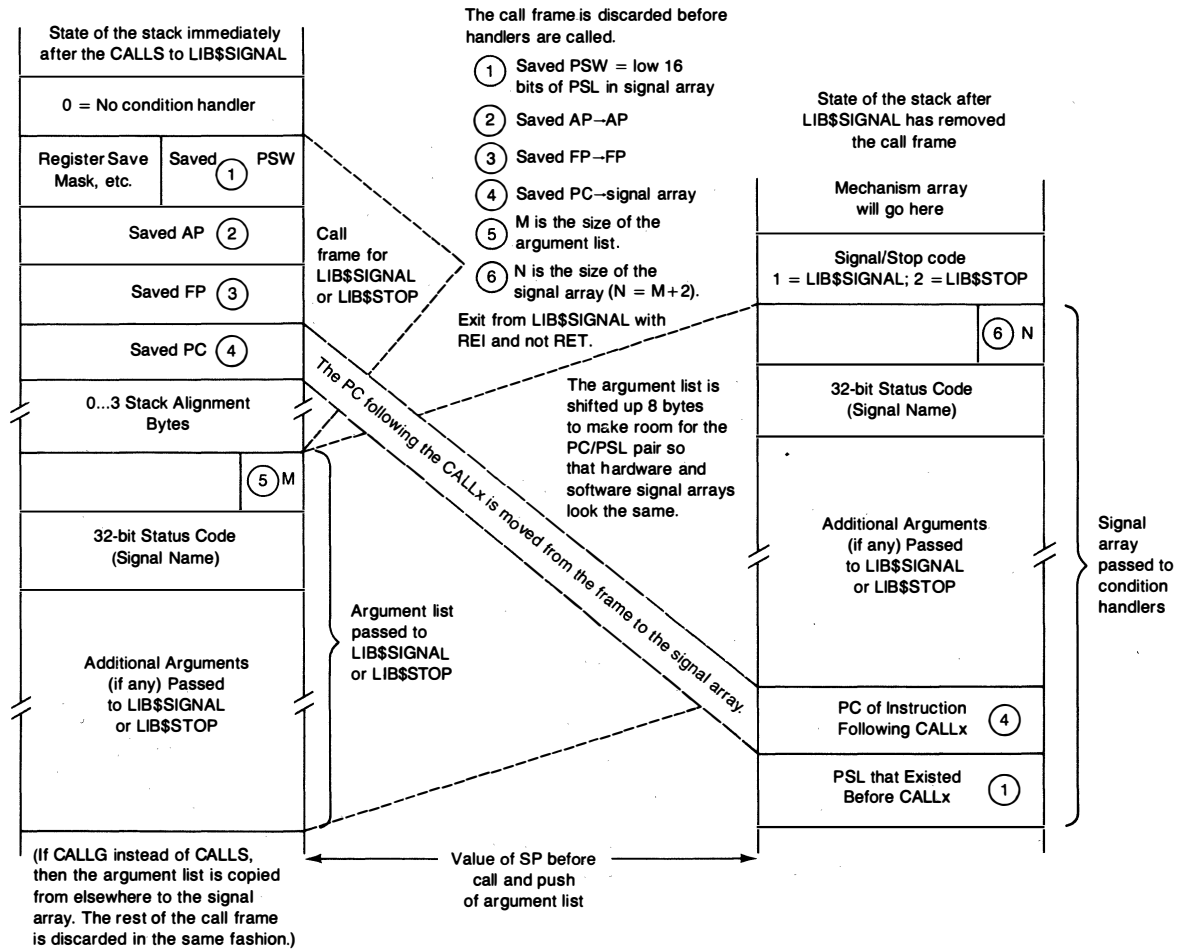 State of the stack immediately
after the CALLS to LIB$SIGNAL
0 = No condition handler
Register Save
Mask, etc.
Saved 1 PSW
Saved AP 2
Saved FP 3
Saved PC 4
0...3 Stack Alignment
Bytes
5 M
32-bit Status Code
(Signal Name)
Additional Arguments
(if any) Passed
to LIB$SIGNAL
or LIB$STOP
(If CALLG instead of CALLS,
then the argument list is copied
from elsewhere to the signal
array. The rest of the call frame
is discarded in the same fashion.)
Call
frame for
LIB$SIGNAL
or LIB$STOP
Argument list
passed to
LIB$SIGNAL
or LIB$STOP
The call frame is discarded before
handlers are called.
1 Saved PSW = low 16
bits of PSL in signal array
2 Saved AP→AP
3 Saved FP→FP
4 Saved PC→signal array
5 M is the size of the
argument list.
6 N is the size of the
signal array (N = M+2).
Exit from LIB$SIGNAL with
REI and not RET.
The PC following the CALLx is moved from the frame to the signal array.
The argument list is
shifted up 8 bytes
to make room for the
PC/PSL pair so
that hardware and
software signal arrays
look the same.
Value of SP before
call and push
of argument list
State of the stack after
LIB$SIGNAL has removed
the call frame
Mechanism array
will go here
Signal/Stop code
1 = LIB$SIGNAL; 2 = LIB$STOP
6 N
32-bit Status Code
(Signal Name)
Additional Arguments
(if any) Passed
to LIB$SIGNAL
or LIB$STOP
PC of Instruction
Following CALLx 4
PSL that Existed
Before CALLx 1
Signal
array
passed to
condition
handlers